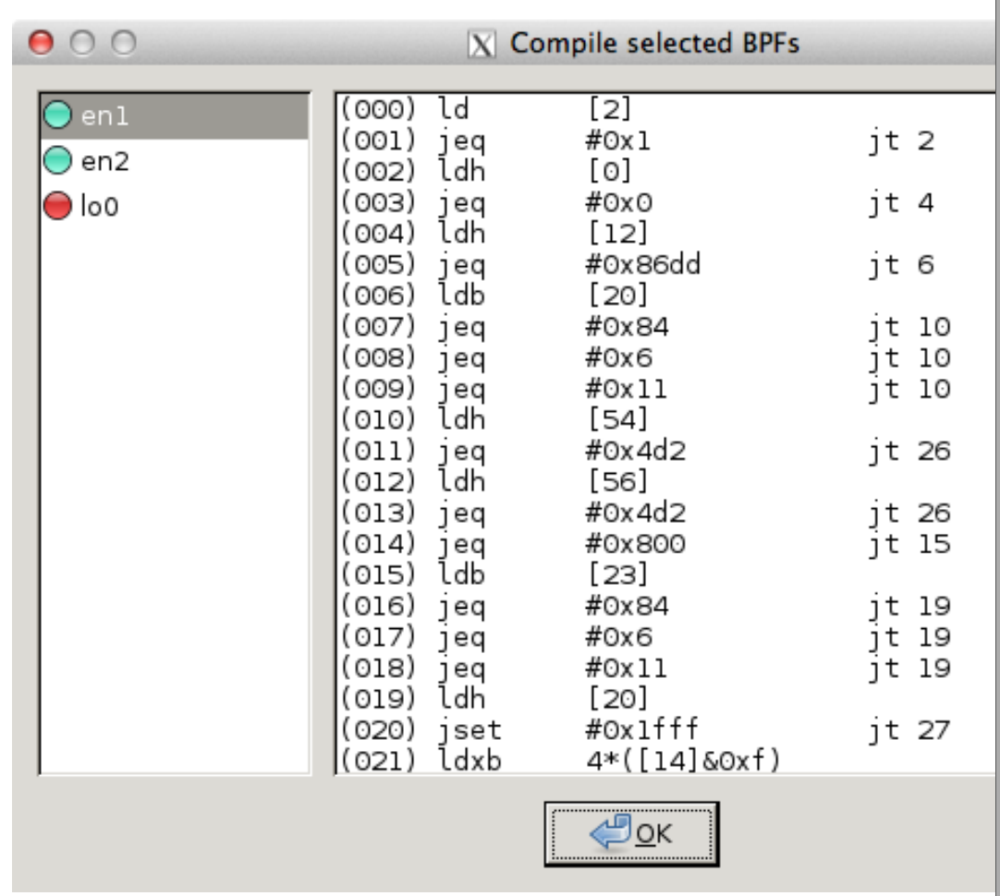 Compile selected BPFs
en1
en2
lo0
(000) ld [2]
(001) jeq #0x1 jt 2
(002) ldh [0]
(003) jeq #0x0 jt 4
(004) ldh [12]
(005) jeq #0x86dd jt 6
(006) ldb [20]
(007) jeq #0x84 jt 10
(008) jeq #0x6 jt 10
(009) jeq #0x11 jt 10
(010) ldh [54]
(011) jeq #0x4d2 jt 26
(012) ldh [56]
(013) jeq #0x4d2 jt 26
(014) jeq #0x800 jt 15
(015) ldb [23]
(016) jeq #0x84 jt 19
(017) jeq #0x6 jt 19
(018) jeq #0x11 jt 19
(019) ldh [20]
(020) jset #0x1fff jt 27
(021) ldxb 4*([14]&0xf)
OK